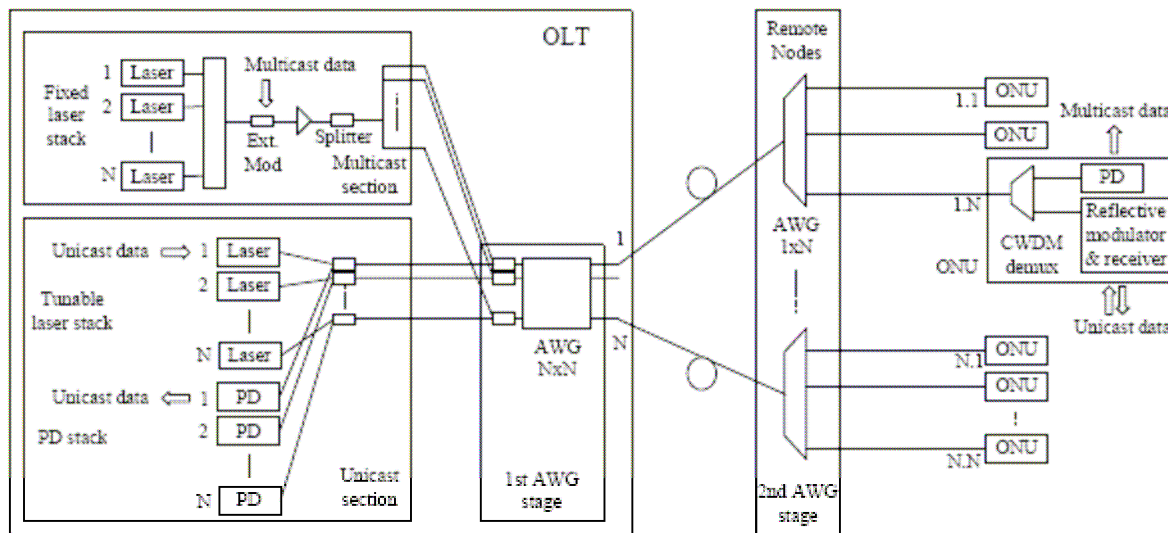 OLT
Multicast data
Fixed
laser
stack
1
Laser
2
Laser
N
Laser
Ext.
Mod
Splitter
Multicast
section
Unicast data
1
Laser
2
Laser
Tunable
laser stack
N
Laser
Unicast data
1
PD
PD stack
2
PD
N
PD
Unicast
section
AWG
NxN
1st AWG
stage
1
N
Remote
Nodes
AWG
1xN
2nd AWG
stage
1.1
ONU
ONU
Multicast data
1.N
PD
Reflective
modulator
& receiver
CWDM
demux
ONU
Unicast data
N.1
ONU
ONU
N.N
ONU